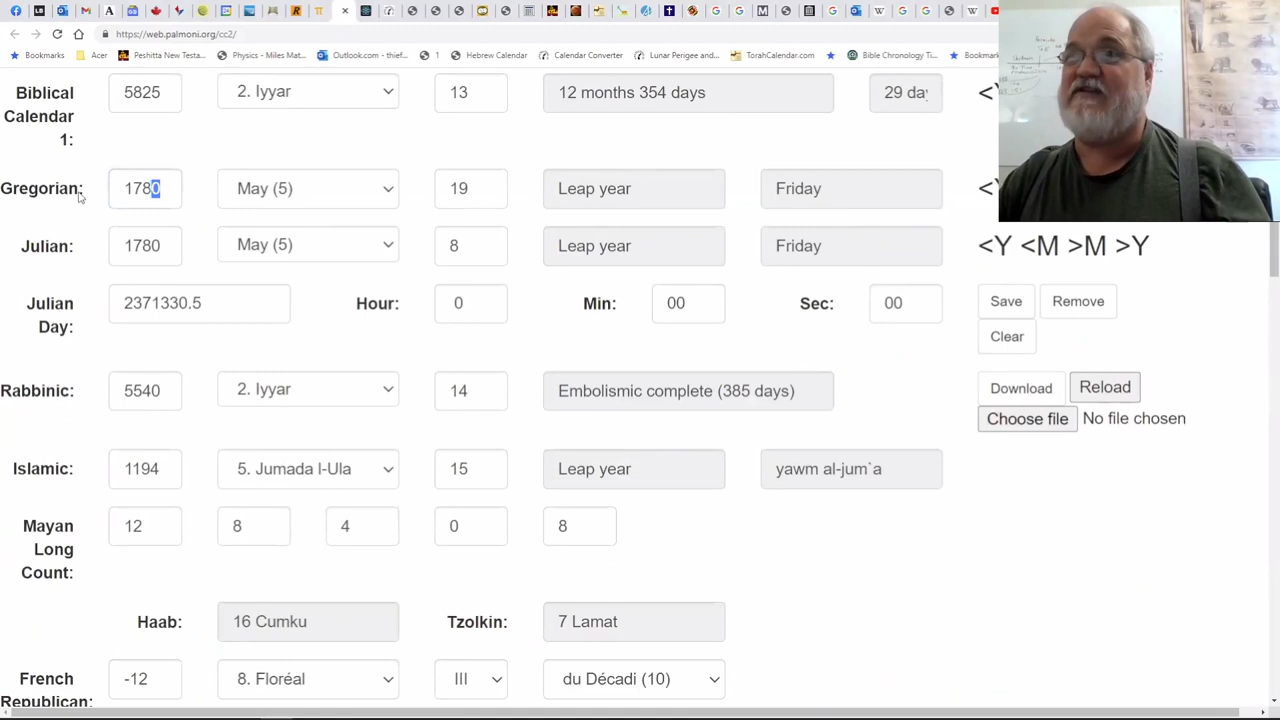 https://web.palmoni.org/cc2/
Bookmarks Acer Peshitta New Testa... Physics - Miles Mat... Outlook.com - thief... 1 Hebrew Calendar Calendar Converter Lunar Perigee and... TorahCalendar.com Bible Chronology Ti... Bookmarks
Biblical Calendar 1: 5825 2. Iyyar 13 12 months 354 days 29 day
Gregorian: 1780 May (5) 19 Leap year Friday
Julian: 1780 May (5) 8 Leap year Friday <Y <M >M >Y
Julian Day: 2371330.5 Hour: 0 Min: 00 Sec: 00 Save Remove
Clear
Rabbinic: 5540 2. Iyyar 14 Embolismic complete (385 days) Download Reload
Choose file No file chosen
Islamic: 1194 5. Jumada l-Ula 15 Leap year yawm al-jum`a
Mayan Long Count: 12 8 4 0 8
Haab: 16 Cumku Tzolkin: 7 Lamat
French Republican: -12 8. Floréal III du Décadi (10)